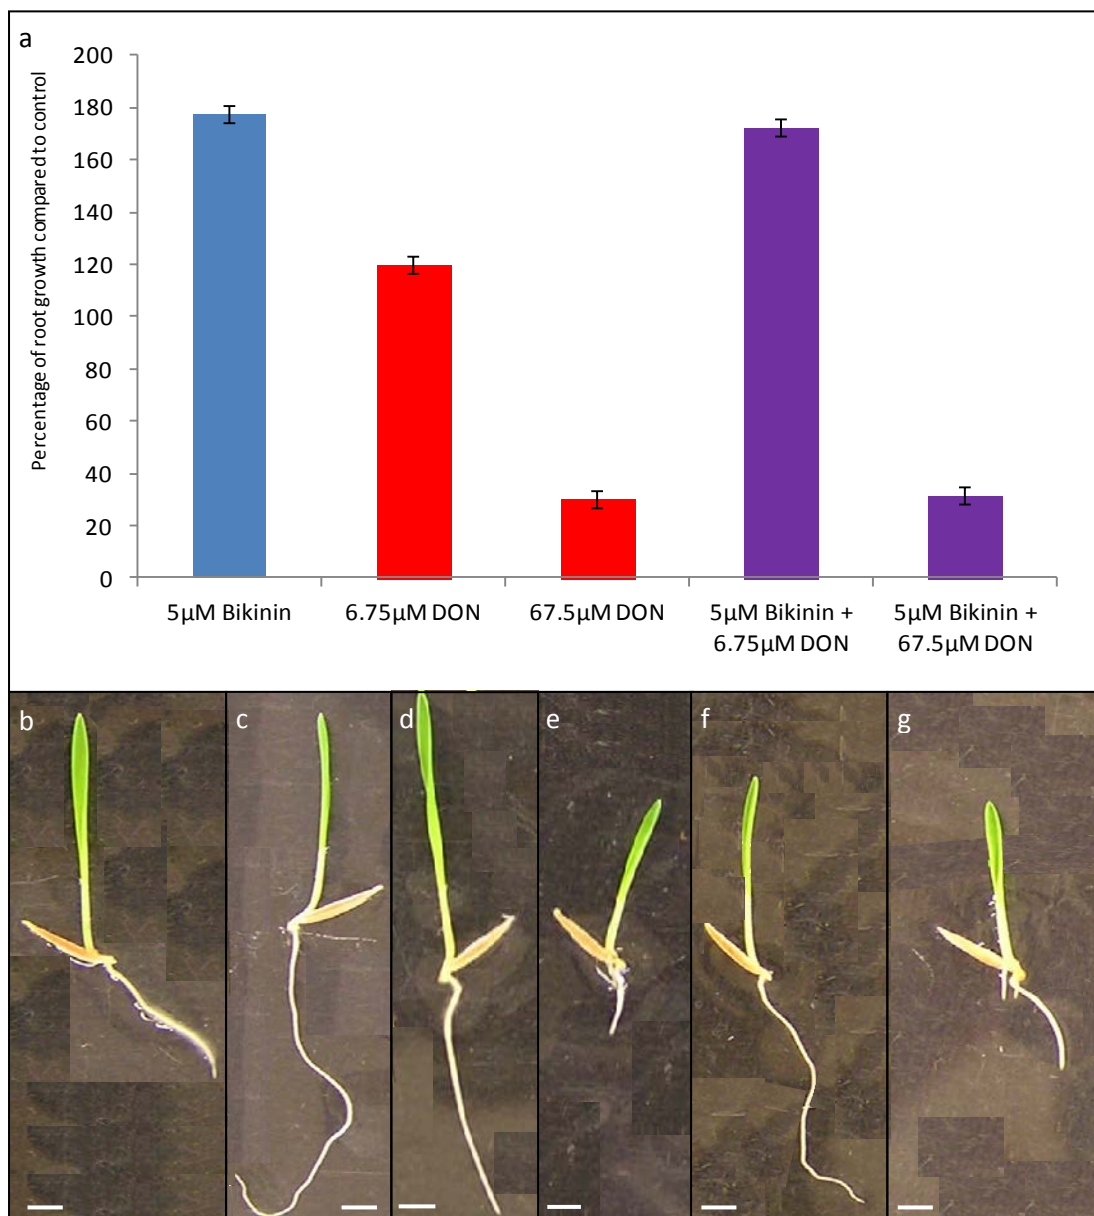 a
Percentage of root growth compared to control
200
180
160
140
120
100
80
60
40
20
0
5µM Bikinin
6.75µM DON
67.5µM DON
5µM Bikinin +
6.75µM DON
5µM Bikinin +
67.5µM DON
b
c
d
e
f
g